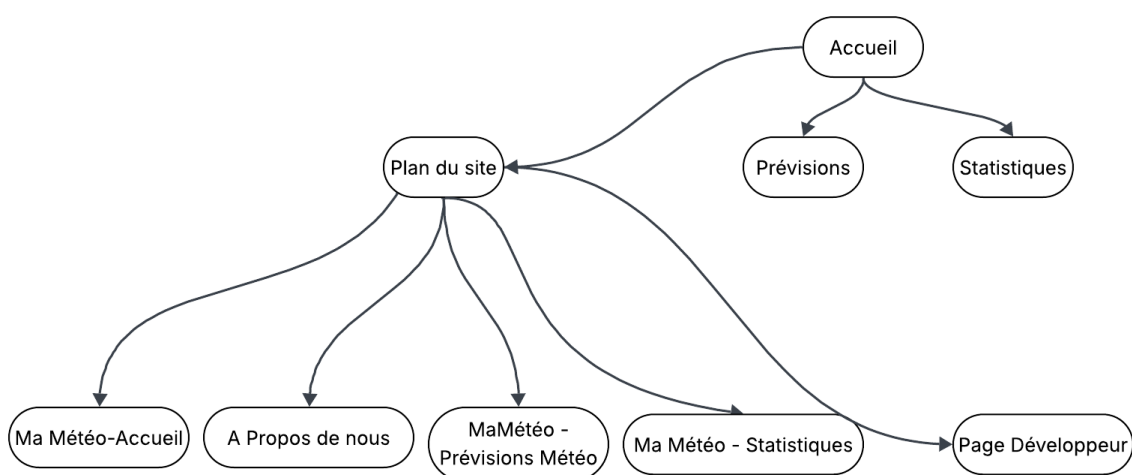 Accueil
Plan du site
Prévisions
Statistiques
Ma Météo-Accueil
A Propos de nous
MaMétéo -
Prévisions Météo
Ma Météo - Statistiques
Page Développeur